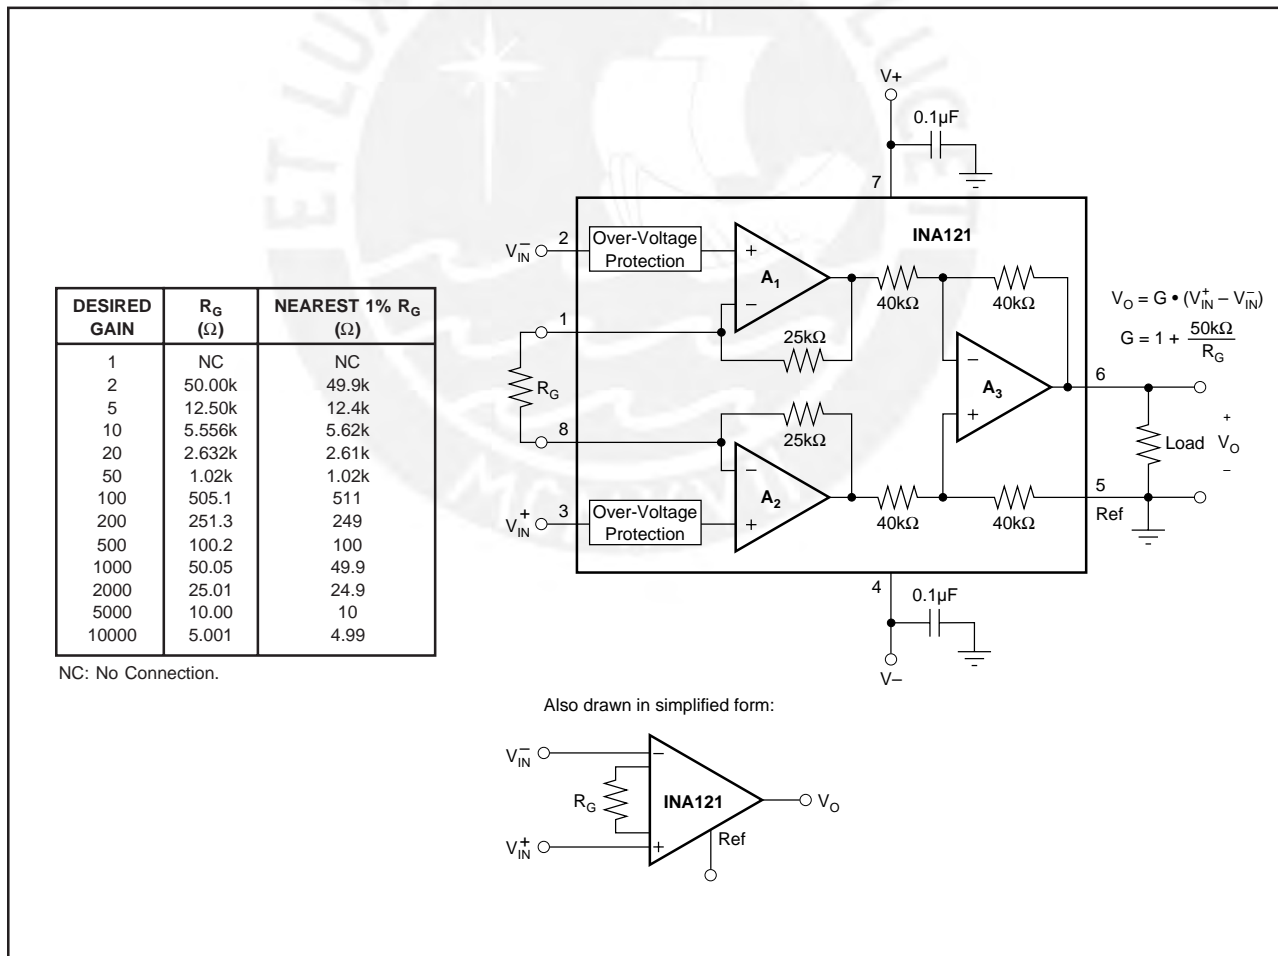 ET LUX IN TENEBRIS LUCET
MCMXVII
V+
0.1µF
7
INA121
V⁻IN
2
Over-Voltage
Protection
+
A1
−
40kΩ
40kΩ
VO = G • (V⁺IN – V⁻IN)
G = 1 + 50kΩ
RG
1
25kΩ
−
A3
+
6
RG
8
25kΩ
−
A2
+
Load
+
VO
−
V⁺IN
3
Over-Voltage
Protection
40kΩ
40kΩ
5
Ref
4
0.1µF
V–
DESIRED GAIN RG (Ω) NEAREST 1% RG (Ω)
1 NC NC
2 50.00k 49.9k
5 12.50k 12.4k
10 5.556k 5.62k
20 2.632k 2.61k
50 1.02k 1.02k
100 505.1 511
200 251.3 249
500 100.2 100
1000 50.05 49.9
2000 25.01 24.9
5000 10.00 10
10000 5.001 4.99
NC: No Connection.
Also drawn in simplified form:
V⁻IN
−
RG
INA121
VO
V⁺IN
+
Ref